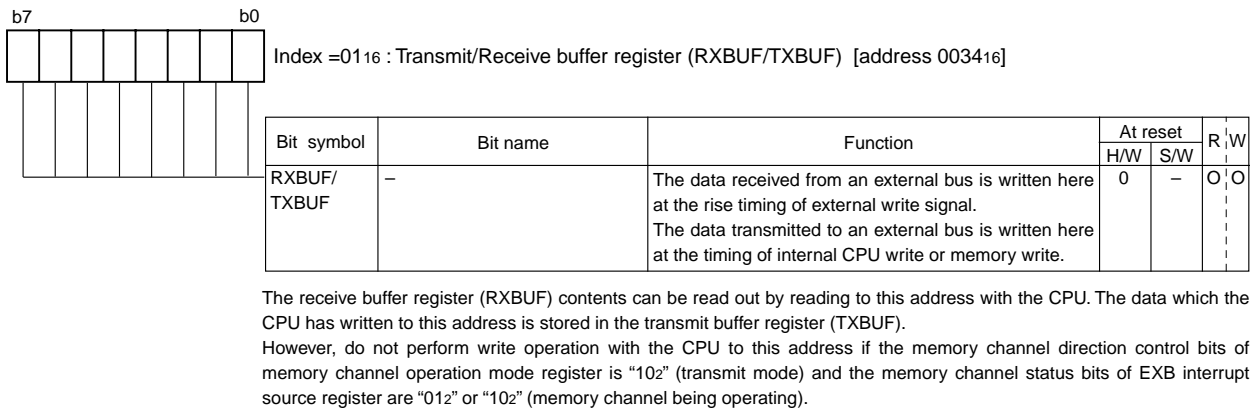 b7 b0
Index =0116 : Transmit/Receive buffer register (RXBUF/TXBUF) [address 003416]
Bit symbol Bit name Function At reset R W
H/W S/W
RXBUF/ – The data received from an external bus is written here 0 – O O
TXBUF at the rise timing of external write signal.
The data transmitted to an external bus is written here
at the timing of internal CPU write or memory write.
The receive buffer register (RXBUF) contents can be read out by reading to this address with the CPU. The data which the
CPU has written to this address is stored in the transmit buffer register (TXBUF).
However, do not perform write operation with the CPU to this address if the memory channel direction control bits of
memory channel operation mode register is “102” (transmit mode) and the memory channel status bits of EXB interrupt
source register are “012” or “102” (memory channel being operating).